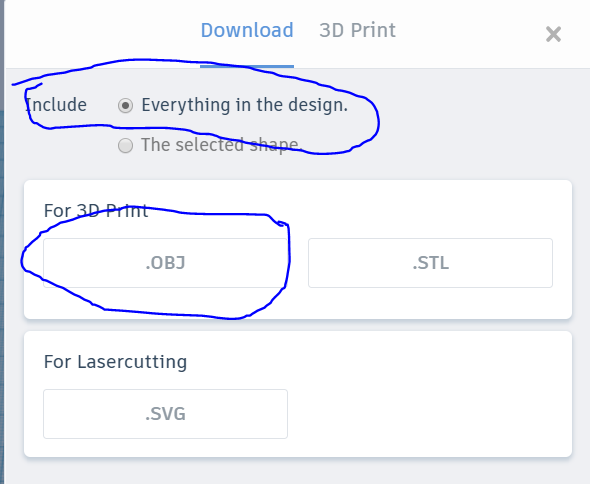 Download 3D Print
Include Everything in the design.
The selected shape.
For 3D Print
.OBJ .STL
For Lasercutting
.SVG